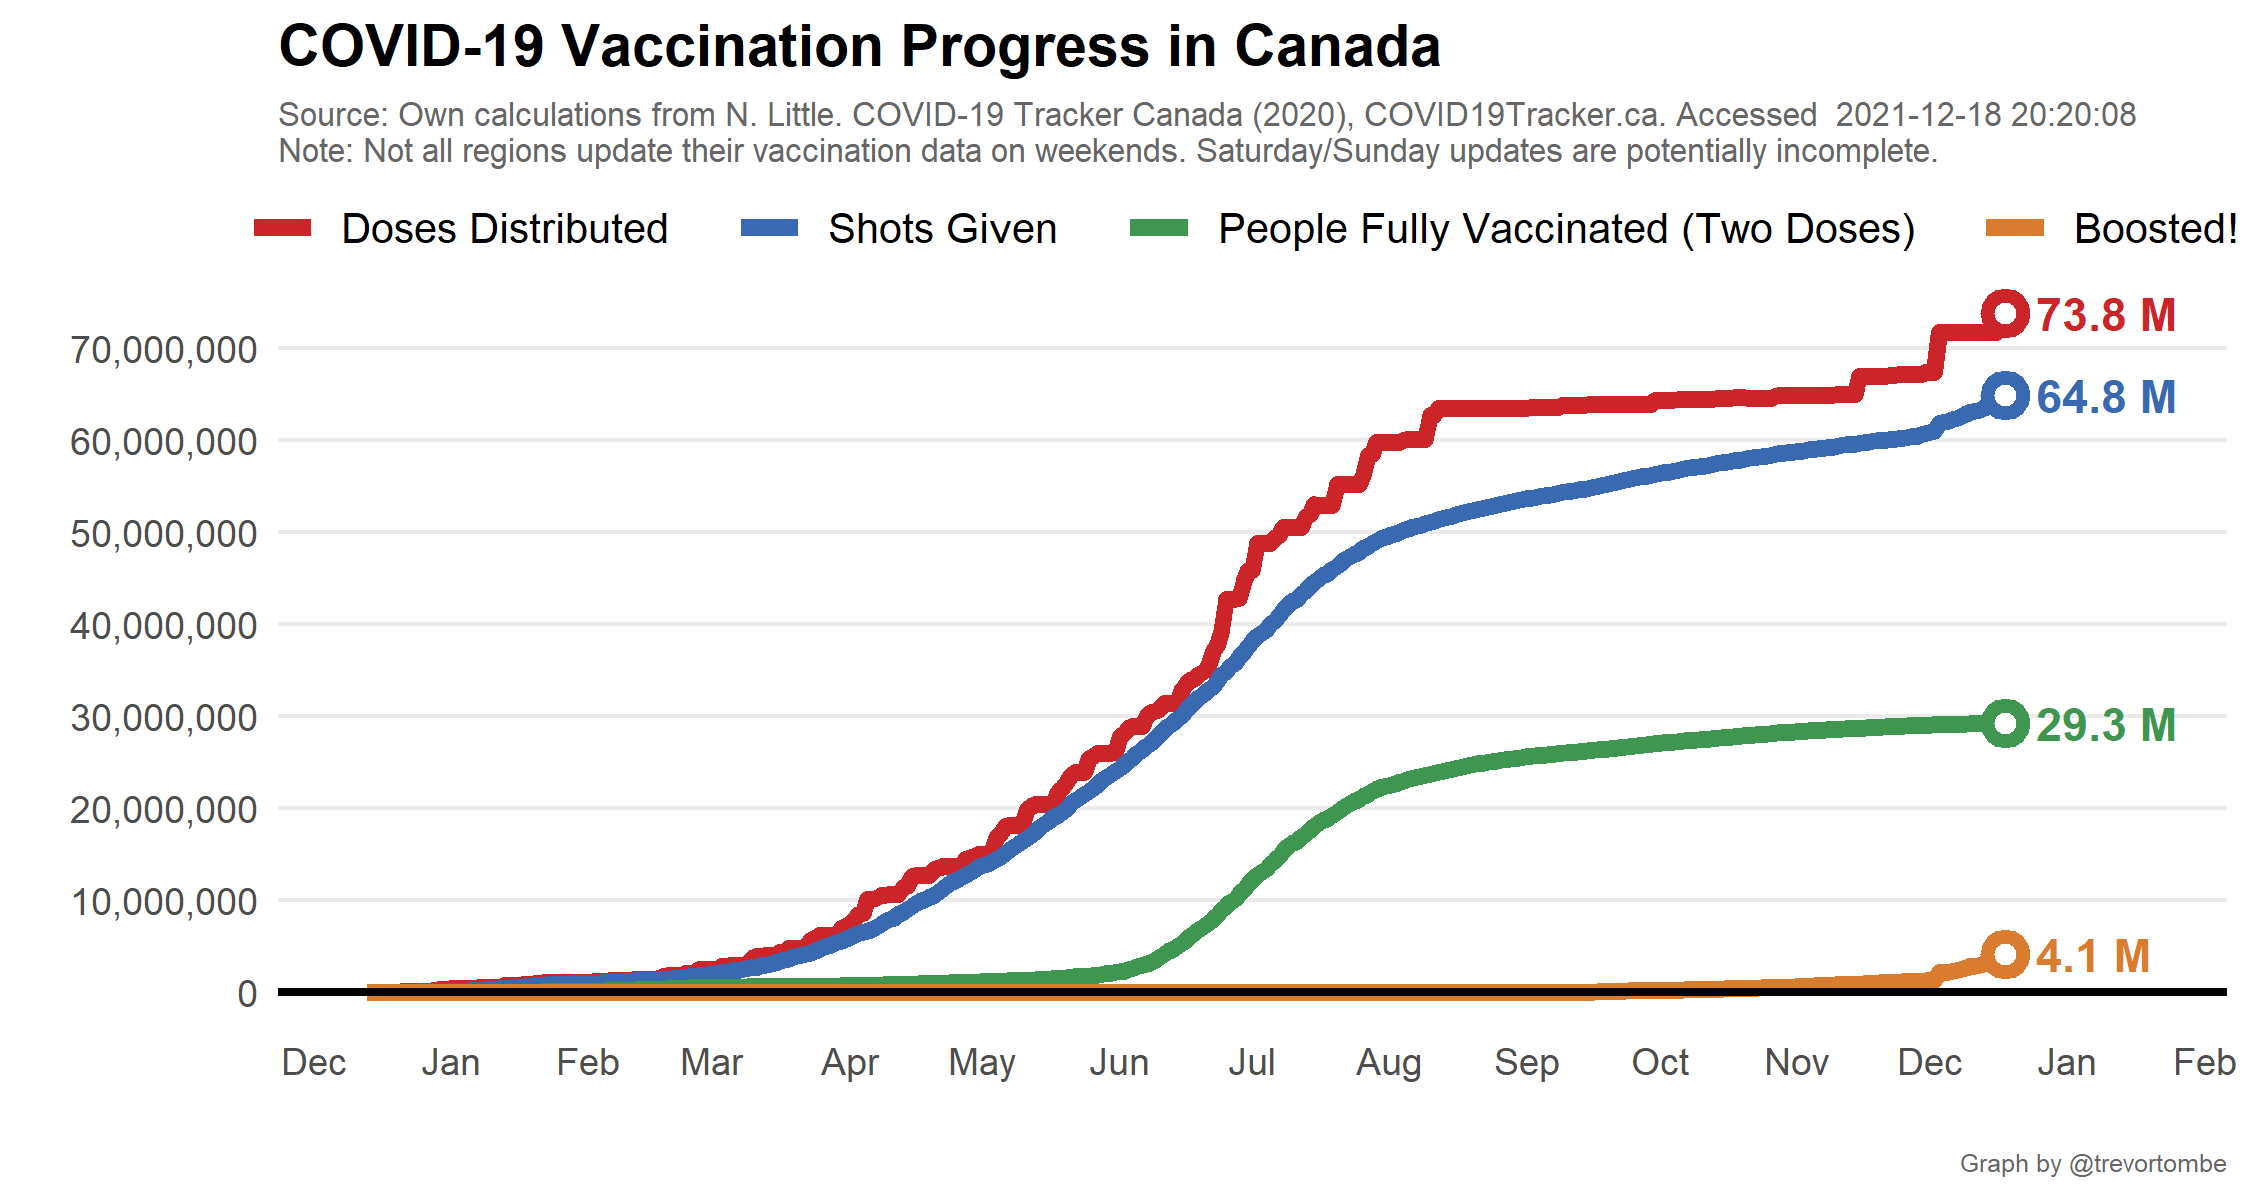 COVID-19 Vaccination Progress in Canada
Source: Own calculations from N. Little. COVID-19 Tracker Canada (2020), COVID19Tracker.ca. Accessed  2021-12-18 20:20:08
Note: Not all regions update their vaccination data on weekends. Saturday/Sunday updates are potentially incomplete.
Doses Distributed Shots Given People Fully Vaccinated (Two Doses) Boosted!
73.8 M
70,000,000
64.8 M
60,000,000
50,000,000
40,000,000
30,000,000
29.3 M
20,000,000
10,000,000
4.1 M
0
Dec Jan Feb Mar Apr May Jun Jul Aug Sep Oct Nov Dec Jan Feb
Graph by @trevortombe